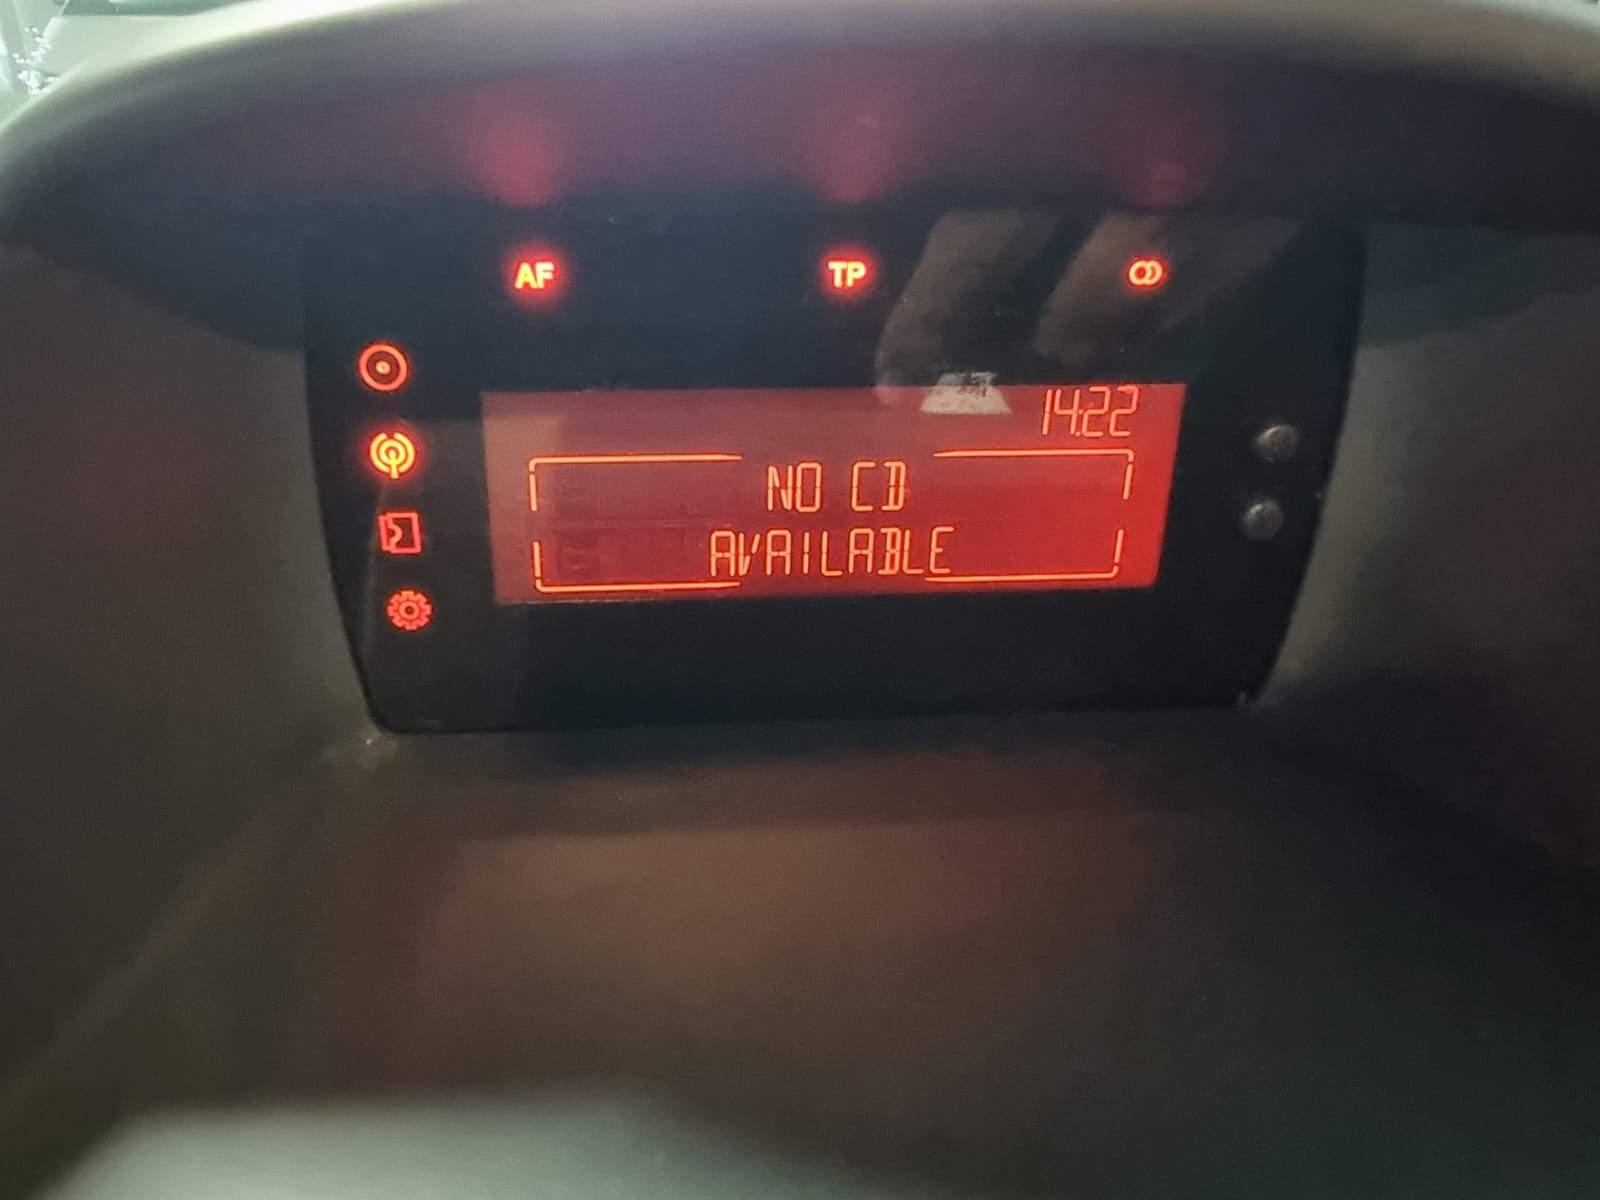 AF TP
14:22
NO CD
AVAILABLE